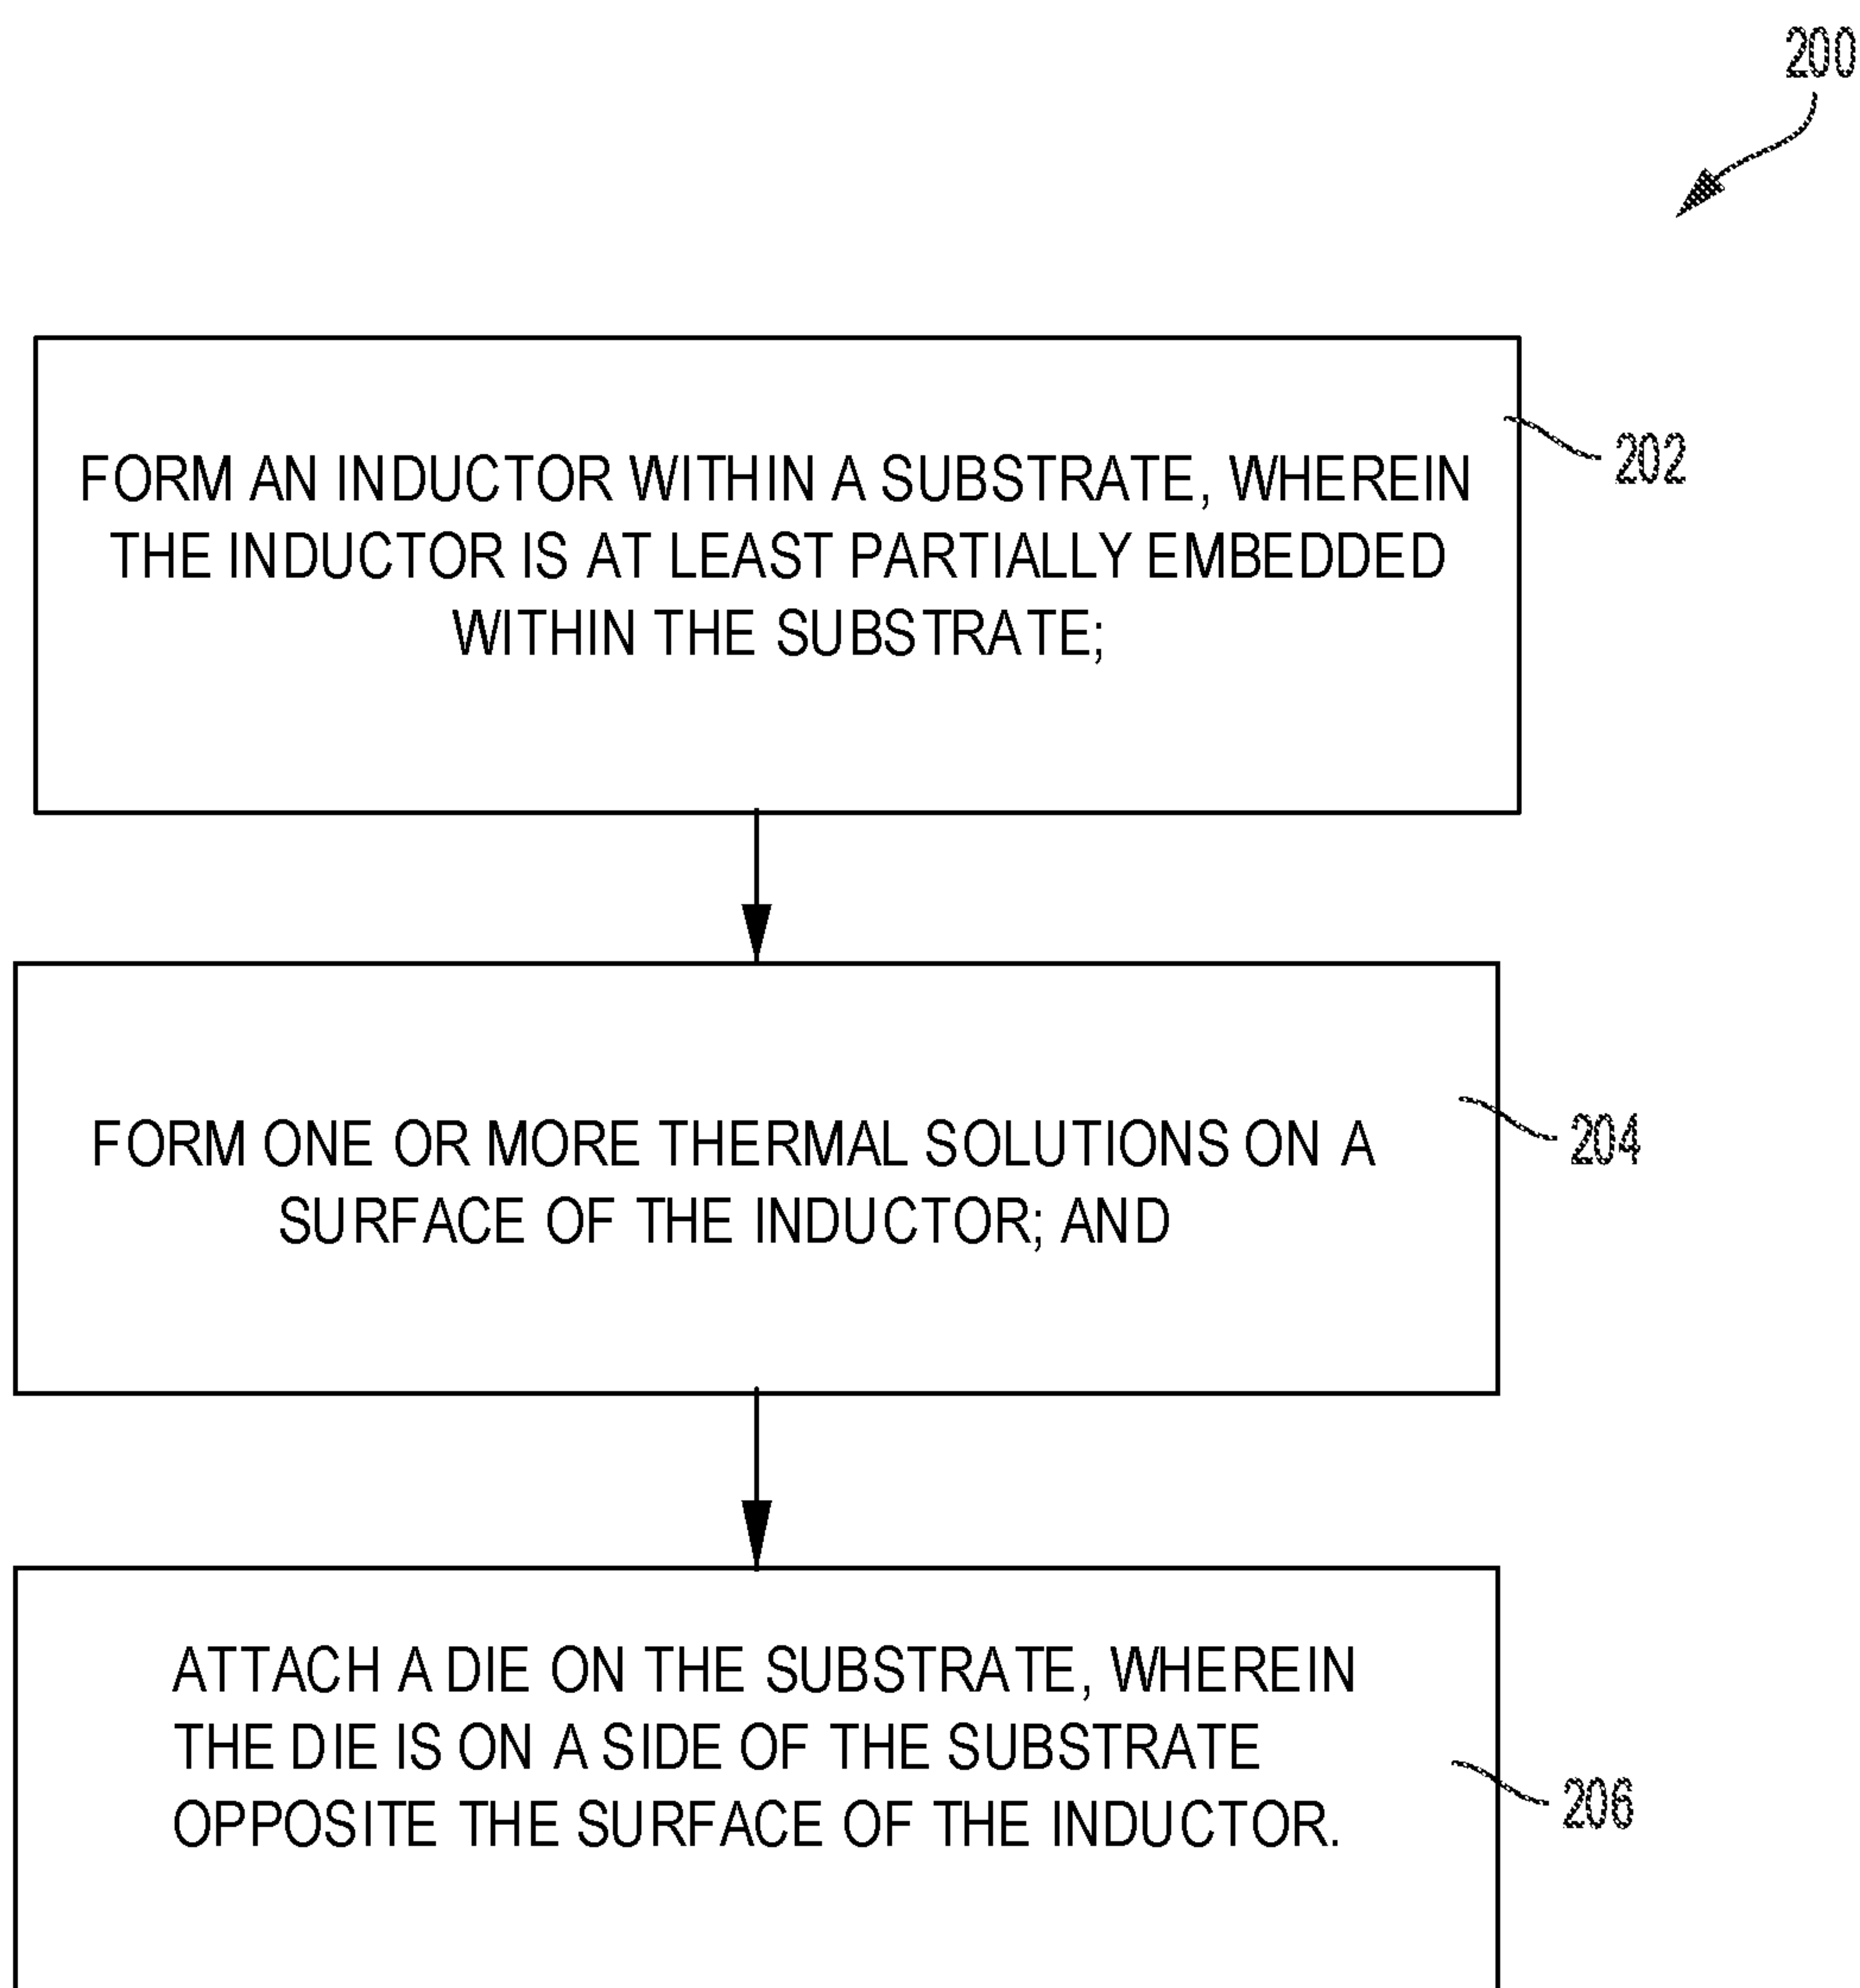 200
FORM AN INDUCTOR WITHIN A SUBSTRATE, WHEREIN
THE INDUCTOR IS AT LEAST PARTIALLY EMBEDDED
WITHIN THE SUBSTRATE;
202
FORM ONE OR MORE THERMAL SOLUTIONS ON A
SURFACE OF THE INDUCTOR; AND
204
ATTACH A DIE ON THE SUBSTRATE, WHEREIN
THE DIE IS ON A SIDE OF THE SUBSTRATE
OPPOSITE THE SURFACE OF THE INDUCTOR.
206